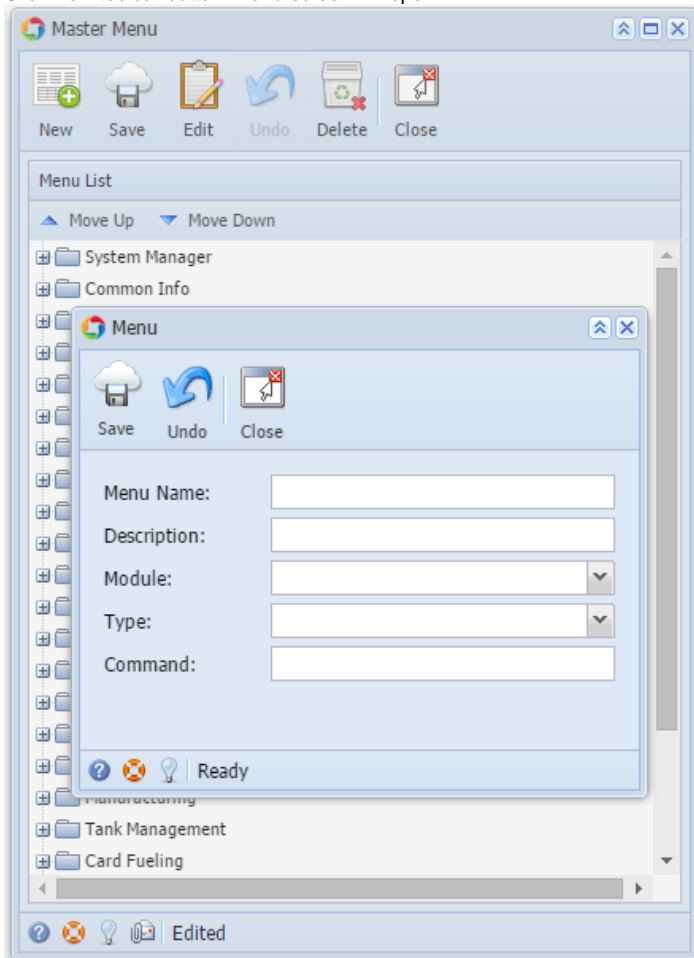 Master Menu
New Save Edit Undo Delete Close
Menu List
Move Up Move Down
System Manager
Common Info
Menu
Save Undo Close
Menu Name:
Description:
Module:
Type:
Command:
Ready
Manufacturing
Tank Management
Card Fueling
Edited